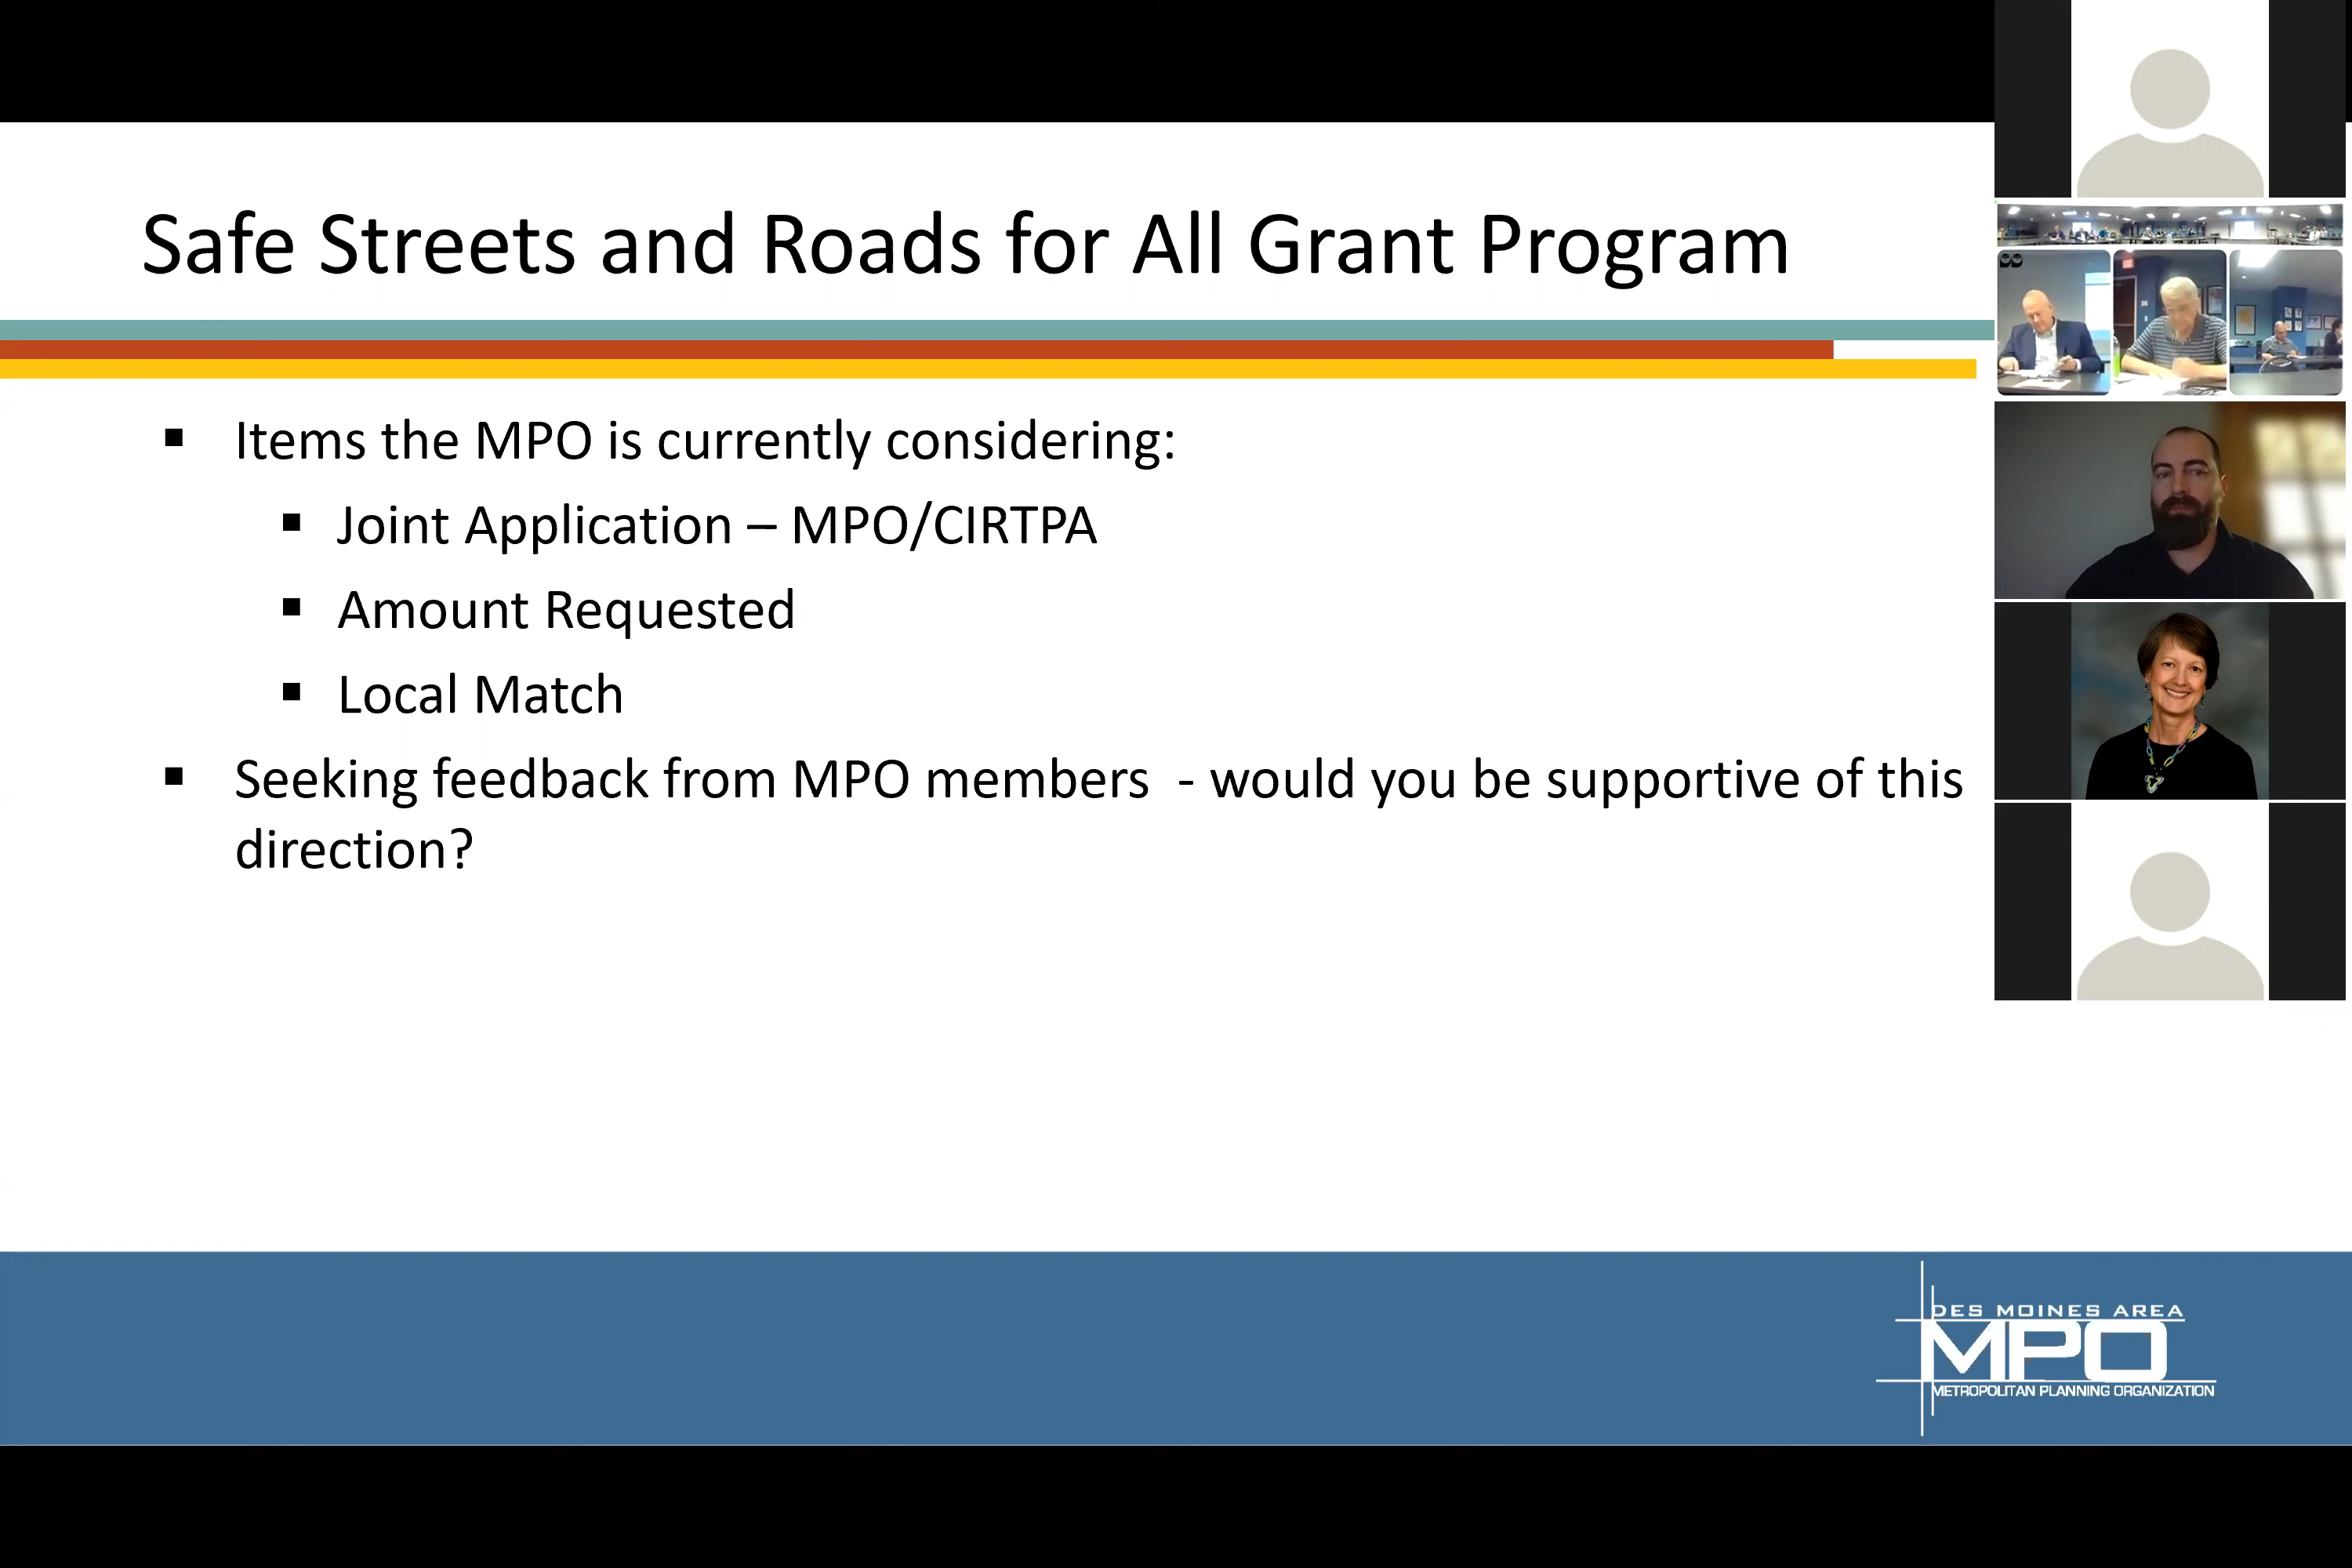 Safe Streets and Roads for All Grant Program
▪ Items the MPO is currently considering:
▪ Joint Application – MPO/CIRTPA
▪ Amount Requested
▪ Local Match
▪ Seeking feedback from MPO members - would you be supportive of this
direction?
DES MOINES AREA
MPO
METROPOLITAN PLANNING ORGANIZATION